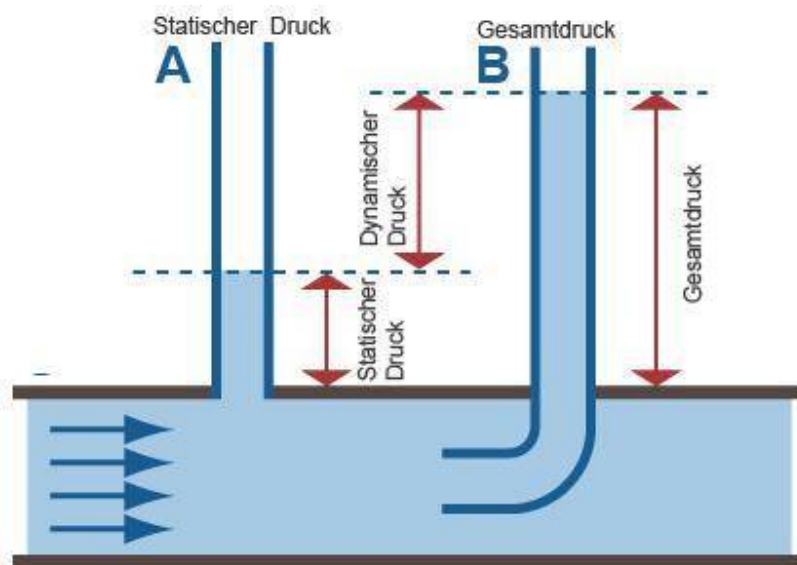 Statischer Druck
A
Gesamtdruck
B
Dynamischer
Druck
Statischer
Druck
Gesamtdruck